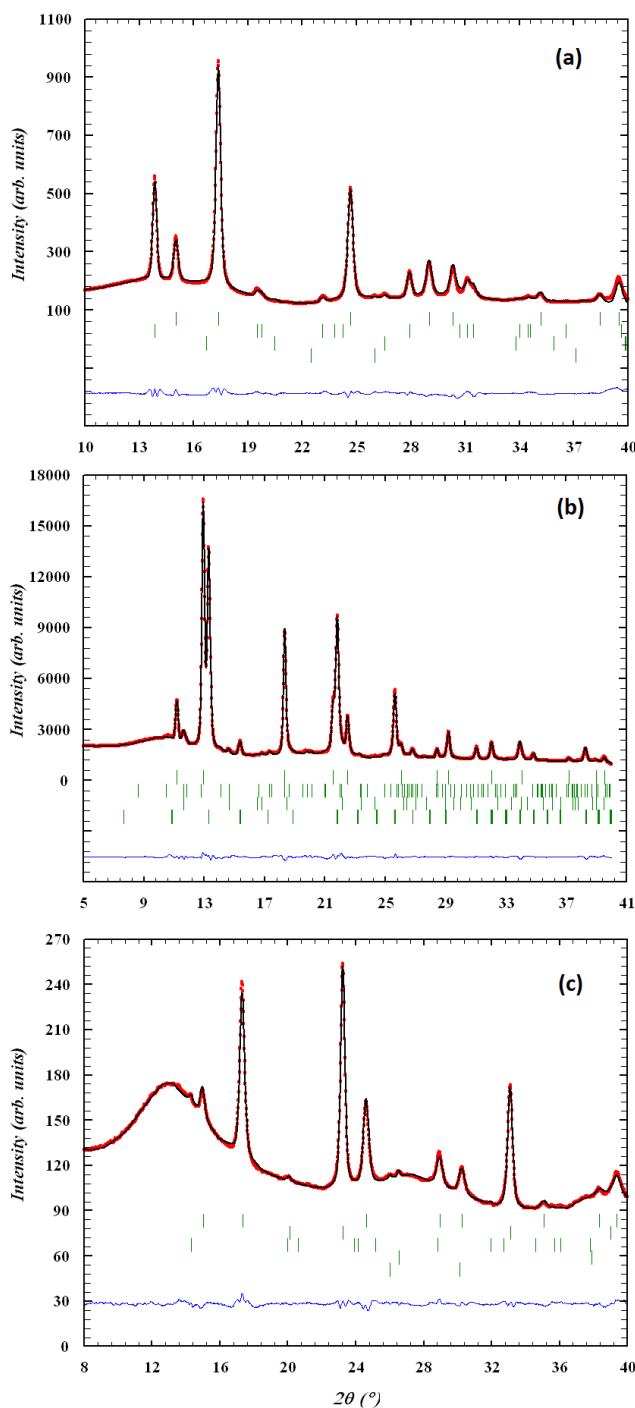 1100
(a)
900
700
500
300
100
Intensity (arb. units)
10 13 16 19 22 25 28 31 34 37 40
18000
(b)
15000
12000
9000
6000
3000
0
Intensity (arb. units)
5 9 13 17 21 25 29 33 37 41
270
(c)
240
210
180
150
120
90
60
30
0
Intensity (arb. units)
8 12 16 20 24 28 32 36 40
2θ (°)